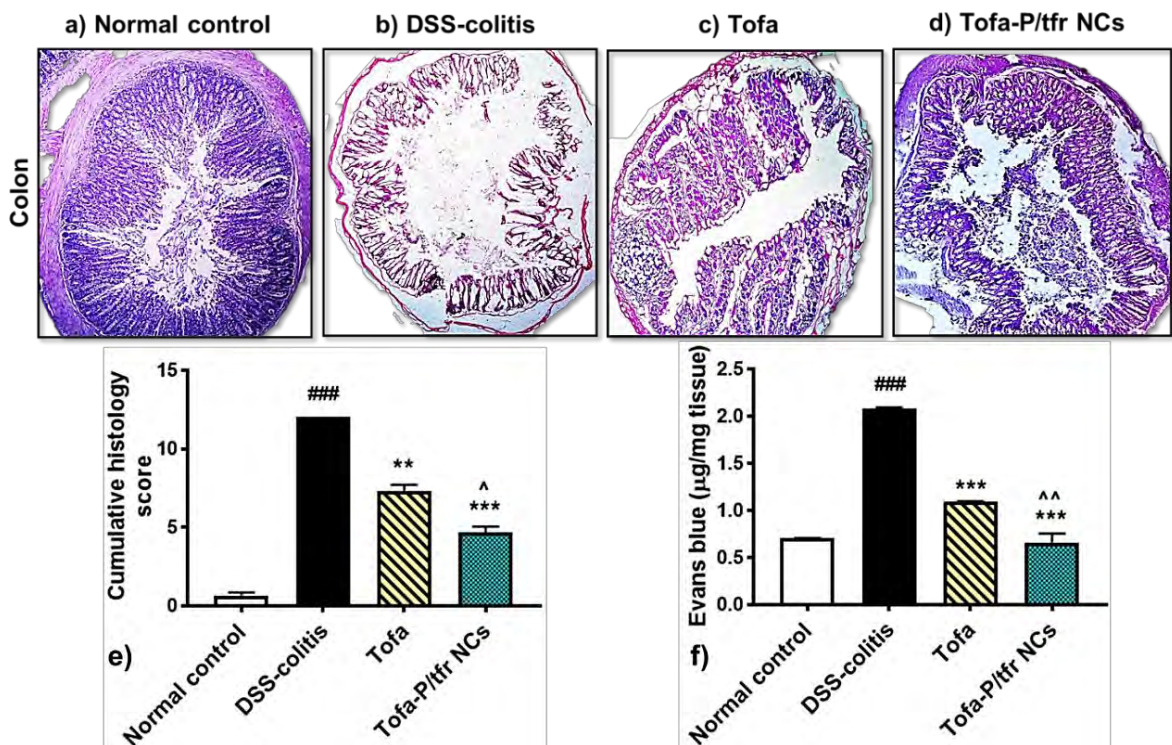 a) Normal control
b) DSS-colitis
c) Tofa
d) Tofa-P/tfr NCs
Colon
Cumulative histology
score
15
10
5
0
###
**
^
***
Normal control
DSS-colitis
Tofa
Tofa-P/tfr NCs
e)
Evans blue (µg/mg tissue)
2.5
2.0
1.5
1.0
0.5
0.0
###
***
^^
***
Normal control
DSS-colitis
Tofa
Tofa-P/tfr NCs
f)